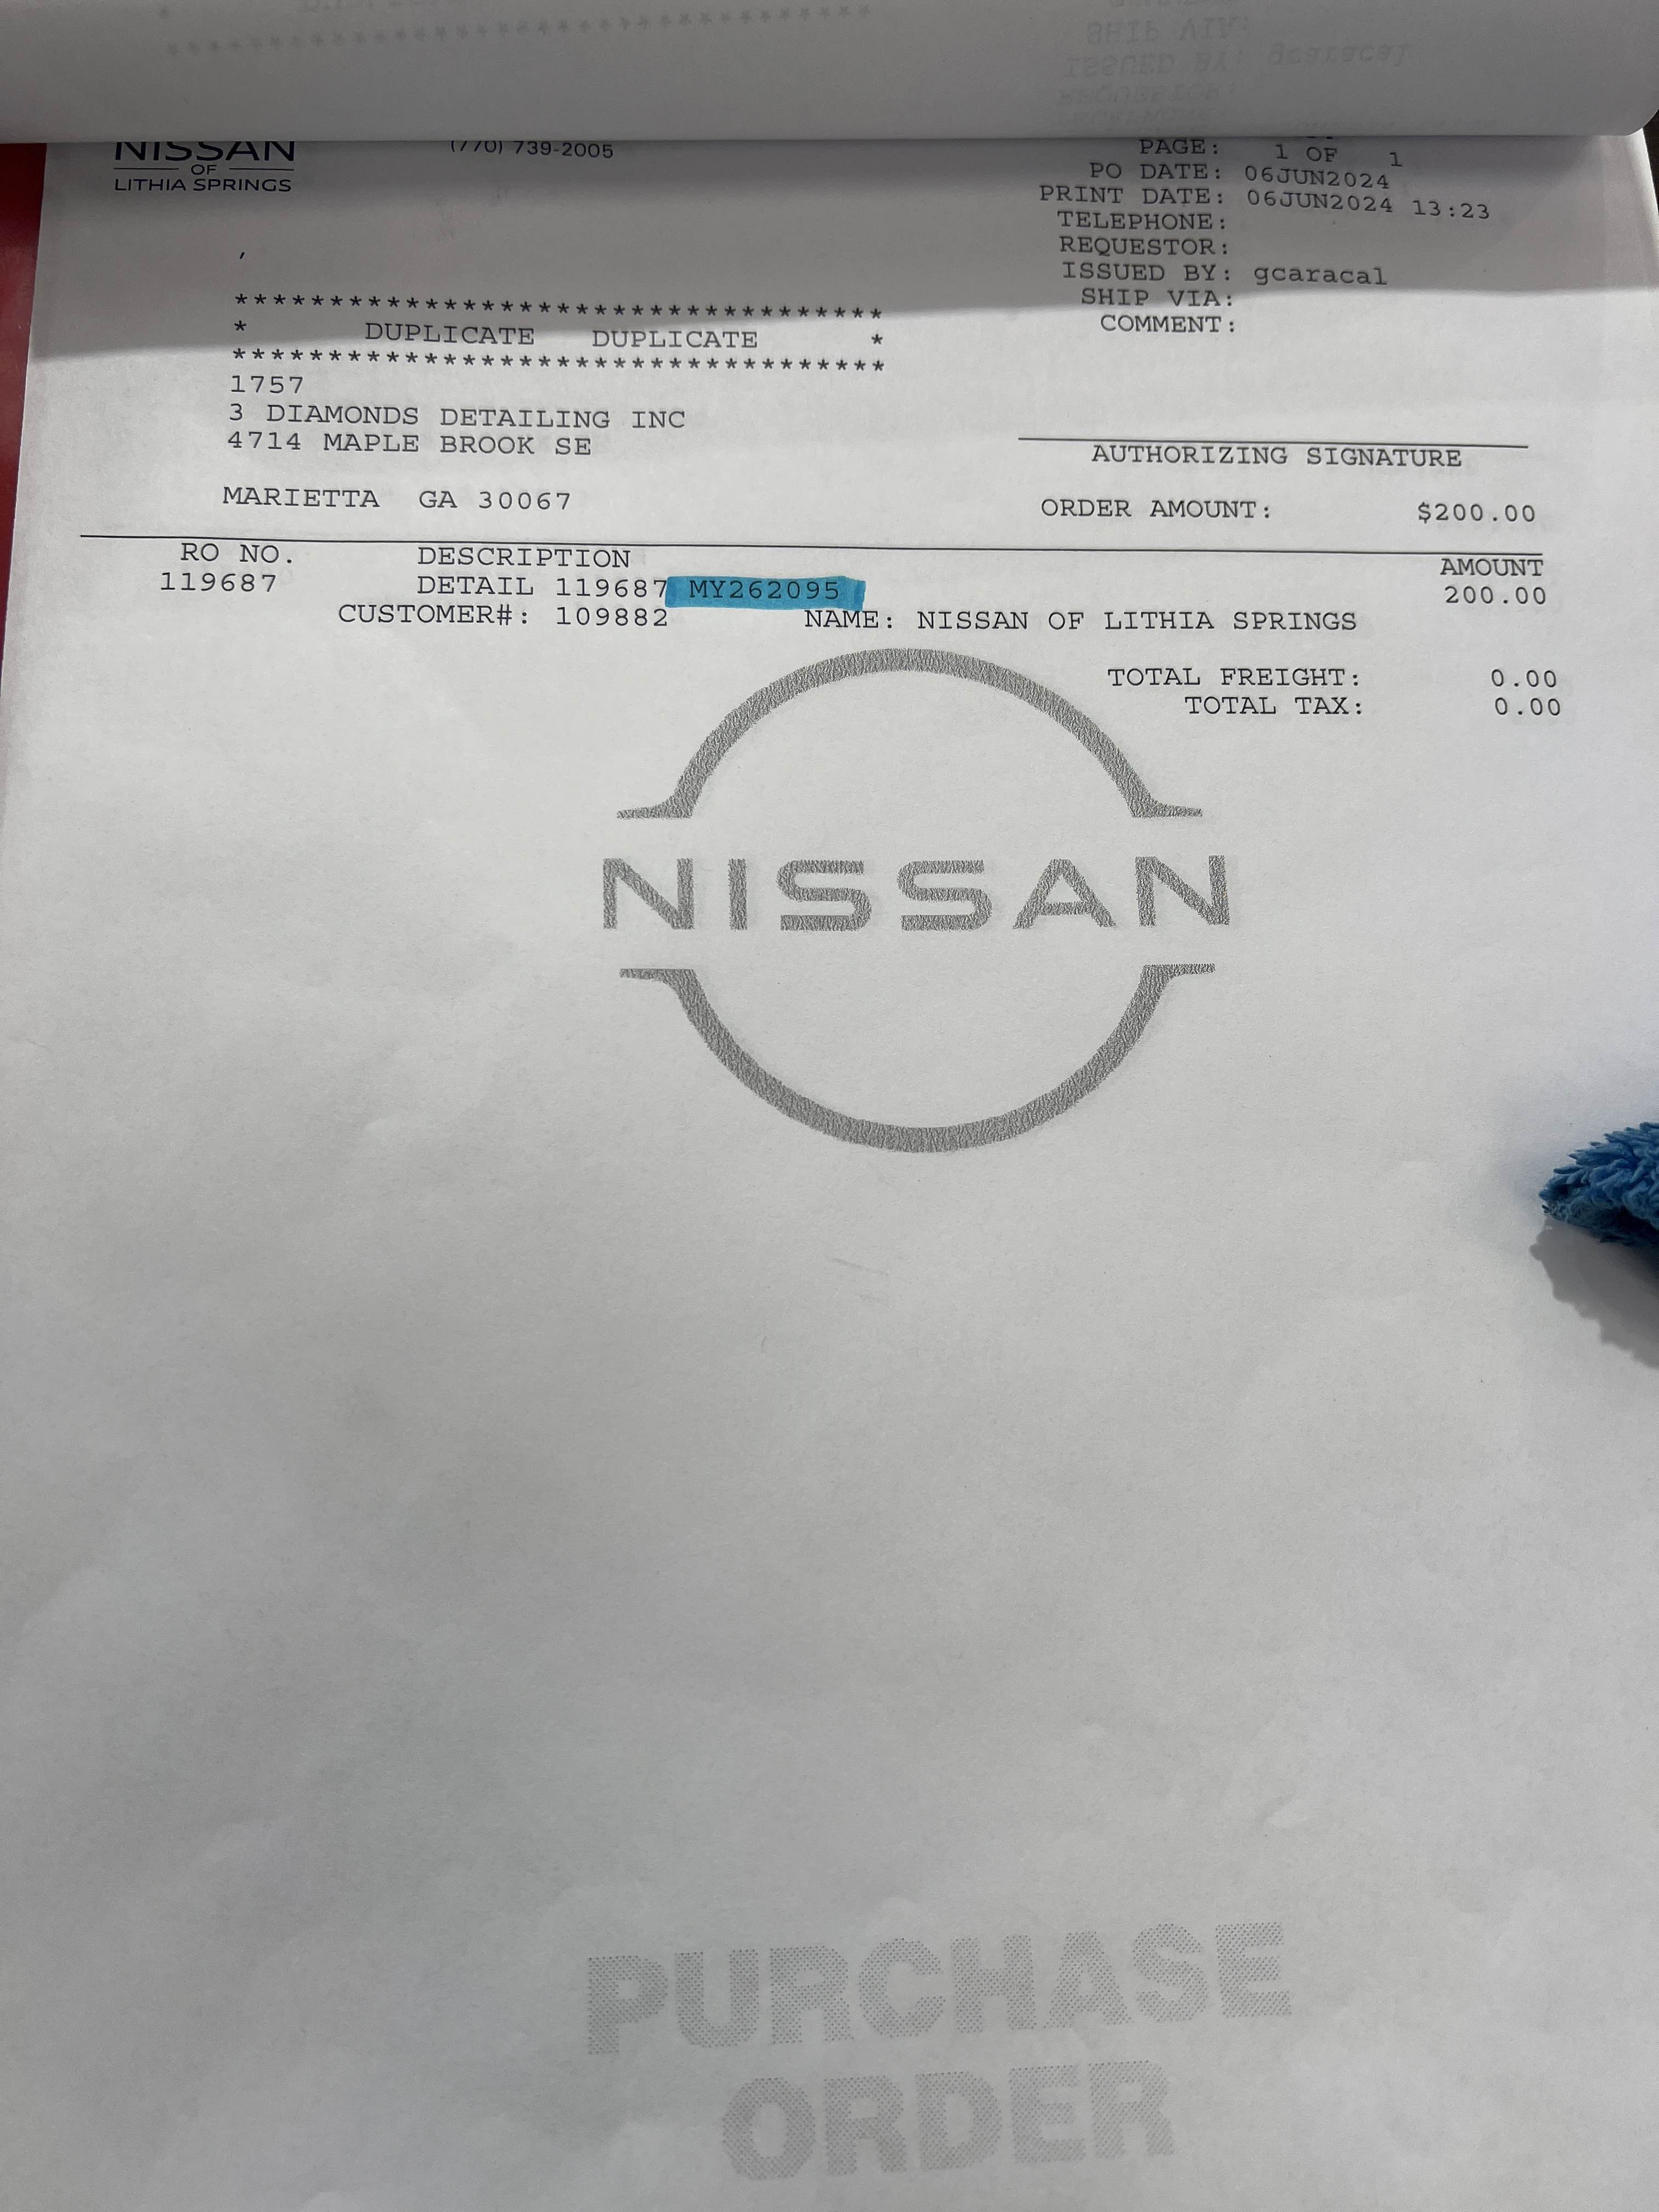 NISSAN
OF
LITHIA SPRINGS
(770) 739-2005
PAGE: 1 OF 1
PO DATE: 06JUN2024
PRINT DATE: 06JUN2024 13:23
TELEPHONE:
REQUESTOR:
ISSUED BY: gcaracal
SHIP VIA:
COMMENT:
,
***********************************
* DUPLICATE DUPLICATE *
***********************************
1757
3 DIAMONDS DETAILING INC
4714 MAPLE BROOK SE
MARIETTA GA 30067
AUTHORIZING SIGNATURE
ORDER AMOUNT: $200.00
RO NO. DESCRIPTION AMOUNT
119687 DETAIL 119687 MY262095 200.00
CUSTOMER#: 109882 NAME: NISSAN OF LITHIA SPRINGS
TOTAL FREIGHT: 0.00
TOTAL TAX: 0.00
NISSAN
PURCHASE
ORDER